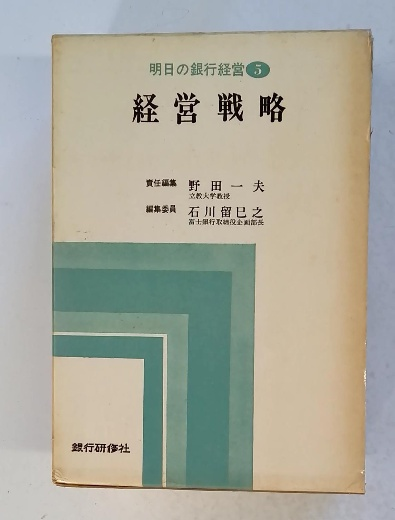 明日の銀行経営 5
経営戦略
責任編集 野田一夫
立教大学教授
編集委員 石川留巳之
富士銀行取締役企画部長
銀行研修社